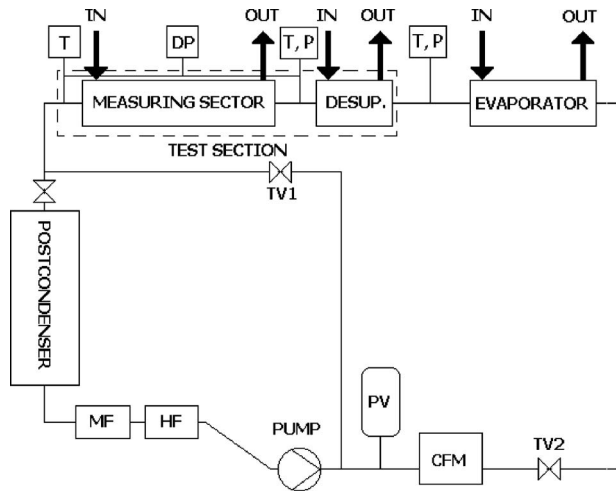 IN
OUT
IN
OUT
IN
OUT
T
DP
T, P
T, P
MEASURING SECTOR
DESUP.
EVAPORATOR
TEST SECTION
TV1
POSTCONDENSER
MF
HF
PUMP
PV
CFM
TV2